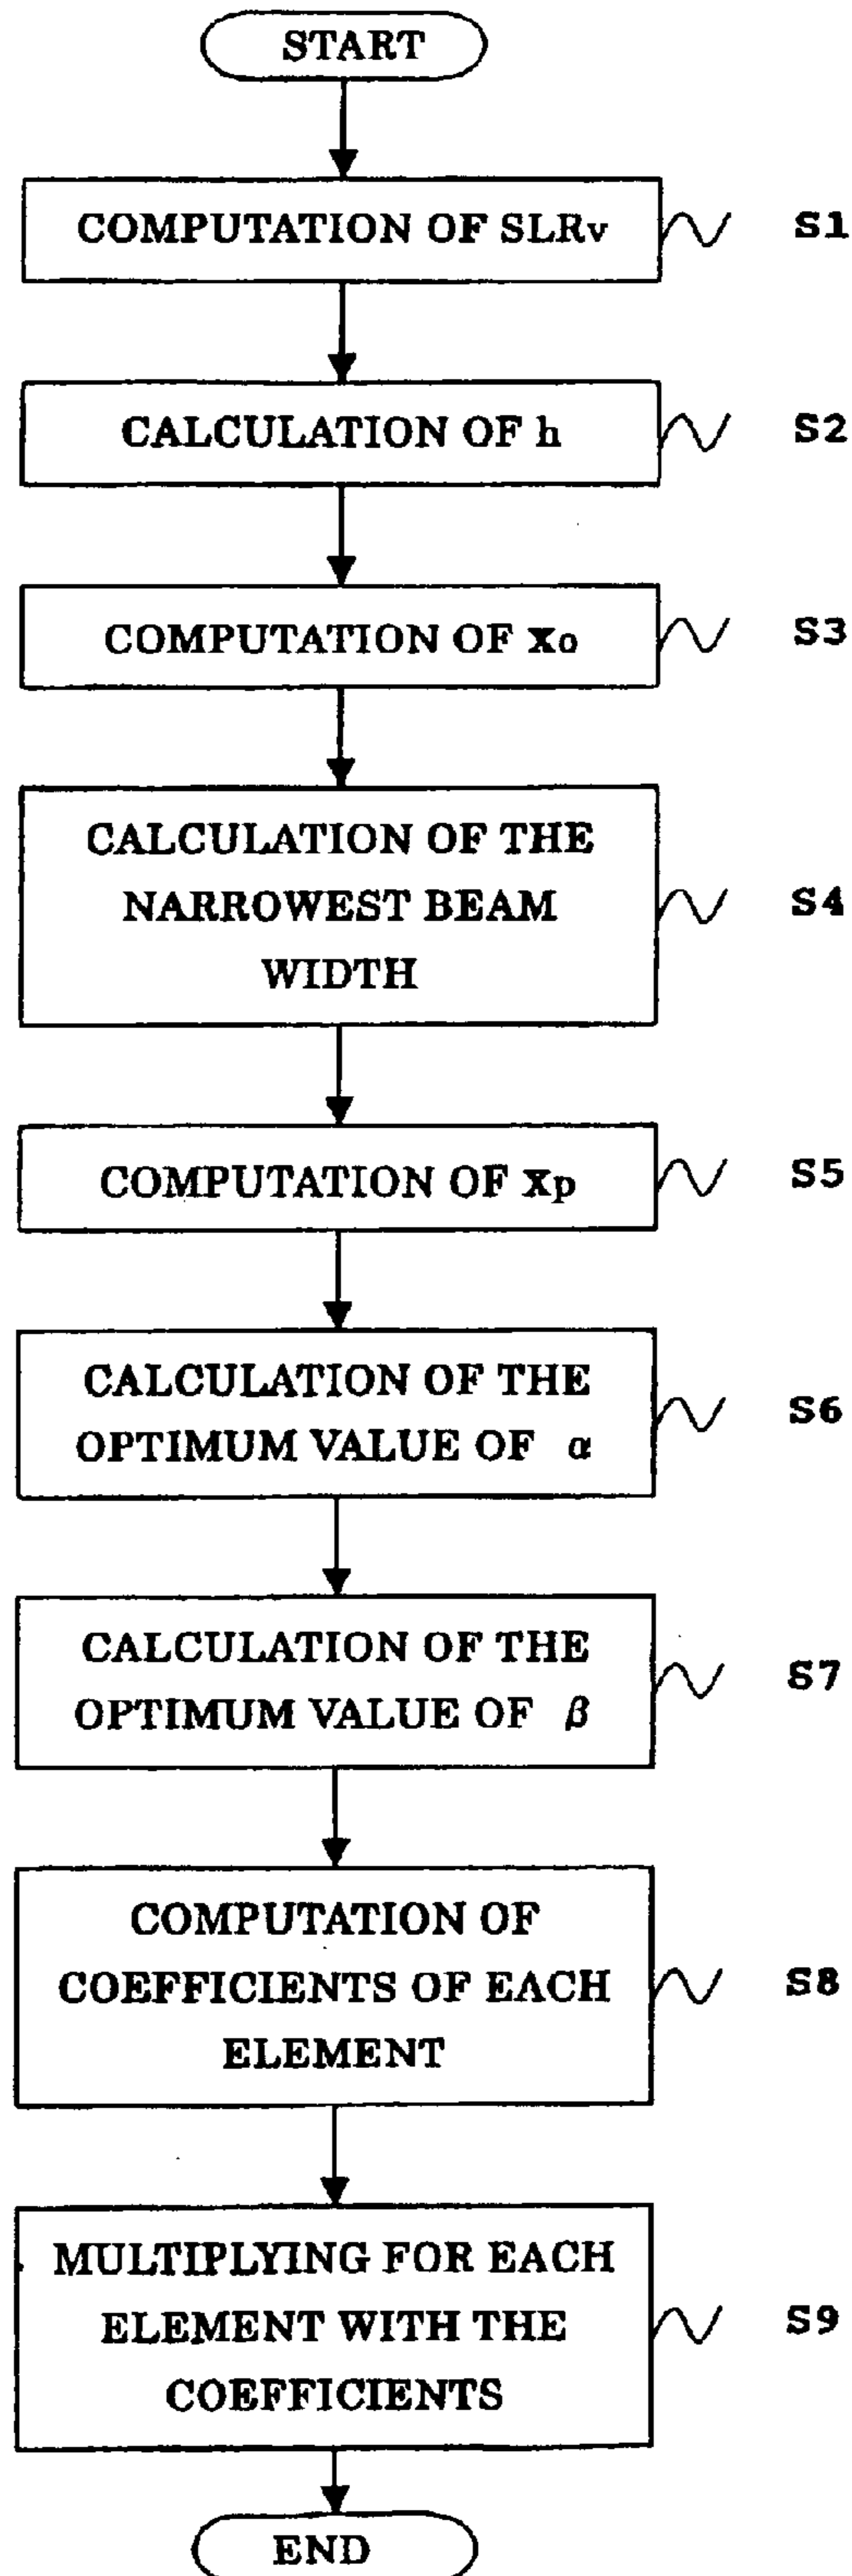 START
COMPUTATION OF SLRv
S1
CALCULATION OF h
S2
COMPUTATION OF x₀
S3
CALCULATION OF THE
NARROWEST BEAM
WIDTH
S4
COMPUTATION OF xp
S5
CALCULATION OF THE
OPTIMUM VALUE OF α
S6
CALCULATION OF THE
OPTIMUM VALUE OF β
S7
COMPUTATION OF
COEFFICIENTS OF EACH
ELEMENT
S8
MULTIPLYING FOR EACH
ELEMENT WITH THE
COEFFICIENTS
S9
END